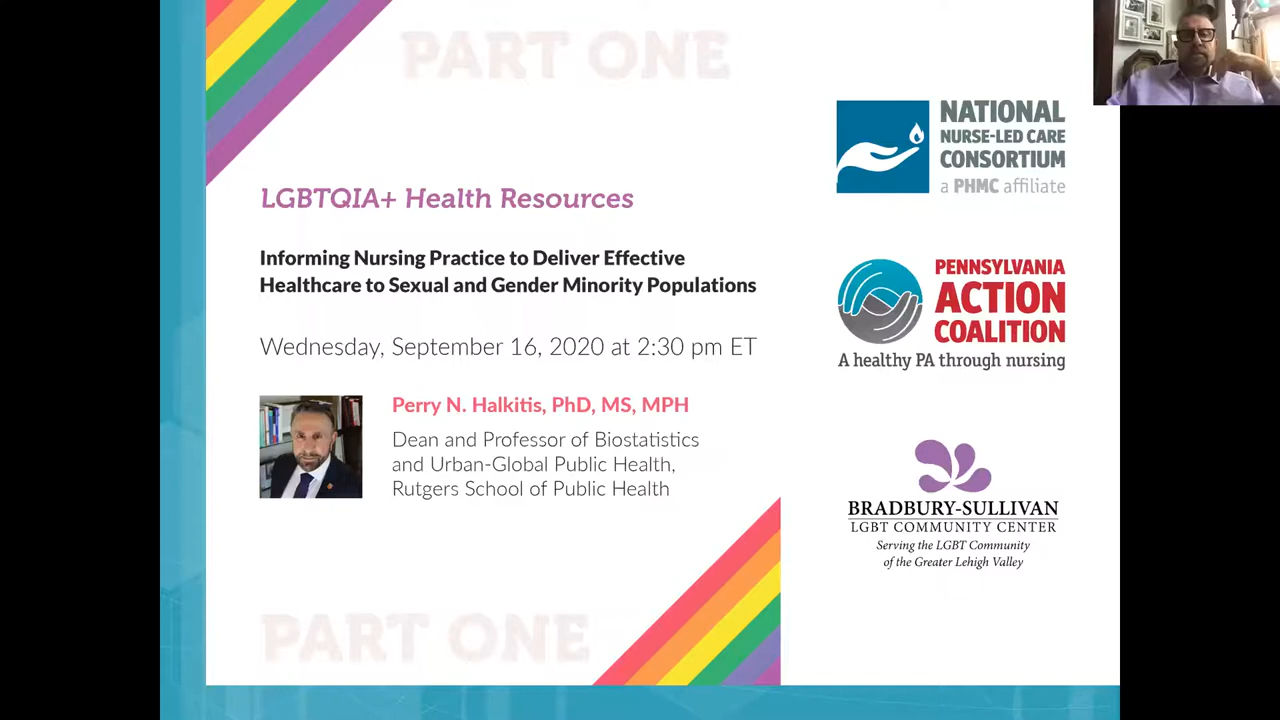 PART ONE
LGBTQIA+ Health Resources
Informing Nursing Practice to Deliver Effective
Healthcare to Sexual and Gender Minority Populations
Wednesday, September 16, 2020 at 2:30 pm ET
Perry N. Halkitis, PhD, MS, MPH
Dean and Professor of Biostatistics
and Urban-Global Public Health,
Rutgers School of Public Health
PART ONE
NATIONAL
NURSE-LED CARE
CONSORTIUM
a PHMC affiliate
PENNSYLVANIA
ACTION
COALITION
A healthy PA through nursing
BRADBURY-SULLIVAN
LGBT COMMUNITY CENTER
Serving the LGBT Community
of the Greater Lehigh Valley